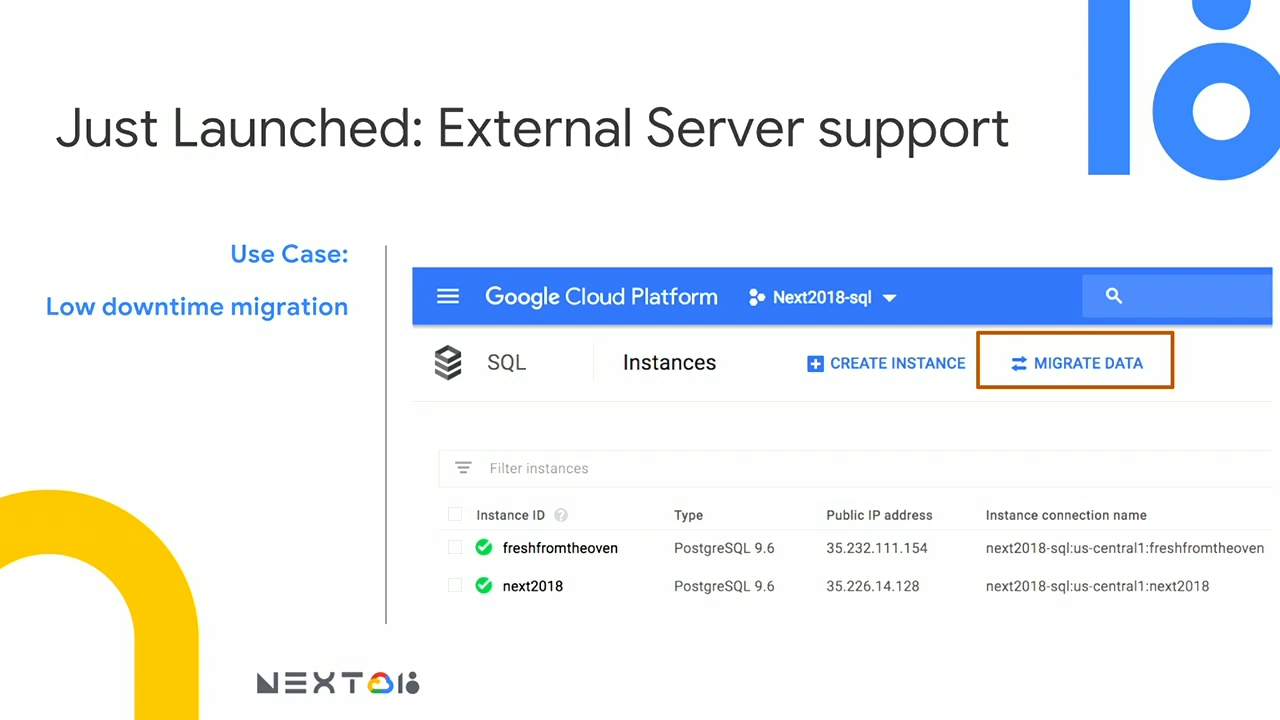 Just Launched: External Server support
Use Case:
Low downtime migration
Google Cloud Platform
Next2018-sql
SQL
Instances
CREATE INSTANCE
MIGRATE DATA
Filter instances
Instance ID Type Public IP address Instance connection name
freshfromtheoven PostgreSQL 9.6 35.232.111.154 next2018-sql:us-central1:freshfromtheoven
next2018 PostgreSQL 9.6 35.226.14.128 next2018-sql:us-central1:next2018
NEXT 18
18